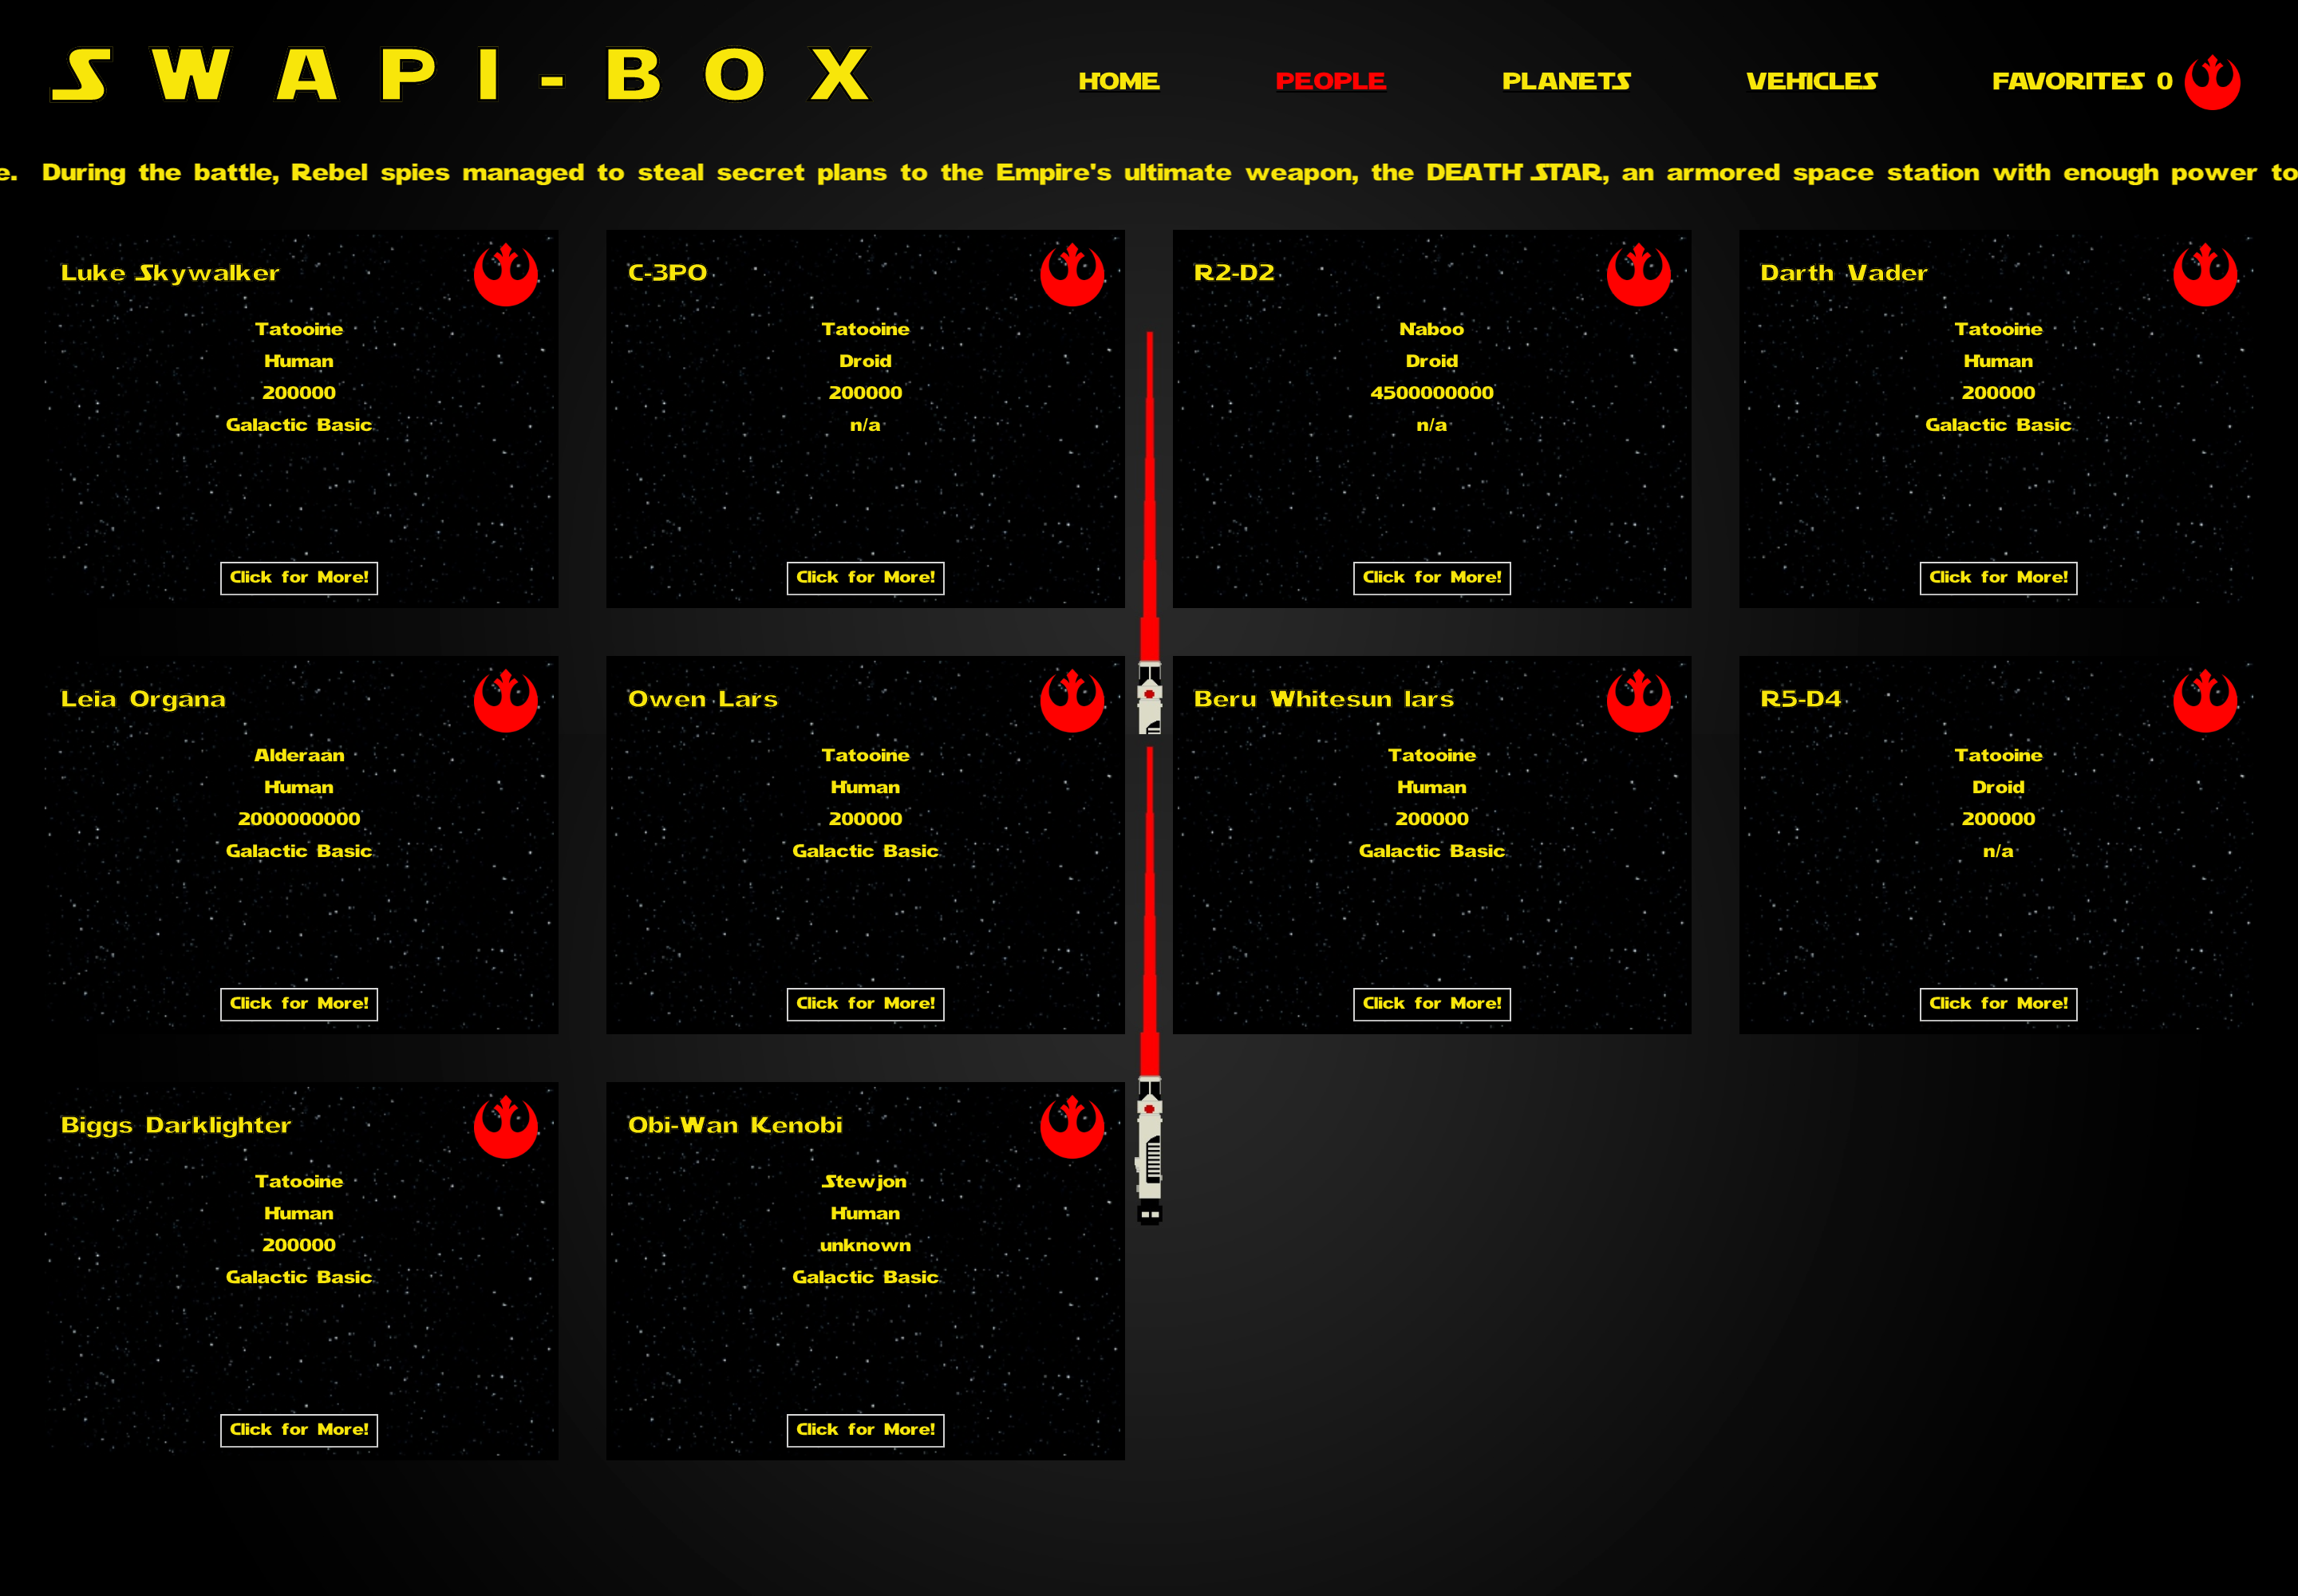 SWAPI-BOX
HOME PEOPLE PLANETS VEHICLES FAVORITES 0
e. During the battle, Rebel spies managed to steal secret plans to the Empire's ultimate weapon, the DEATH STAR, an armored space station with enough power to
Luke Skywalker
Tatooine
Human
200000
Galactic Basic
Click for More!
C-3PO
Tatooine
Droid
200000
n/a
Click for More!
R2-D2
Naboo
Droid
4500000000
n/a
Click for More!
Darth Vader
Tatooine
Human
200000
Galactic Basic
Click for More!
Leia Organa
Alderaan
Human
2000000000
Galactic Basic
Click for More!
Owen Lars
Tatooine
Human
200000
Galactic Basic
Click for More!
Beru Whitesun lars
Tatooine
Human
200000
Galactic Basic
Click for More!
R5-D4
Tatooine
Droid
200000
n/a
Click for More!
Biggs Darklighter
Tatooine
Human
200000
Galactic Basic
Click for More!
Obi-Wan Kenobi
Stewjon
Human
unknown
Galactic Basic
Click for More!